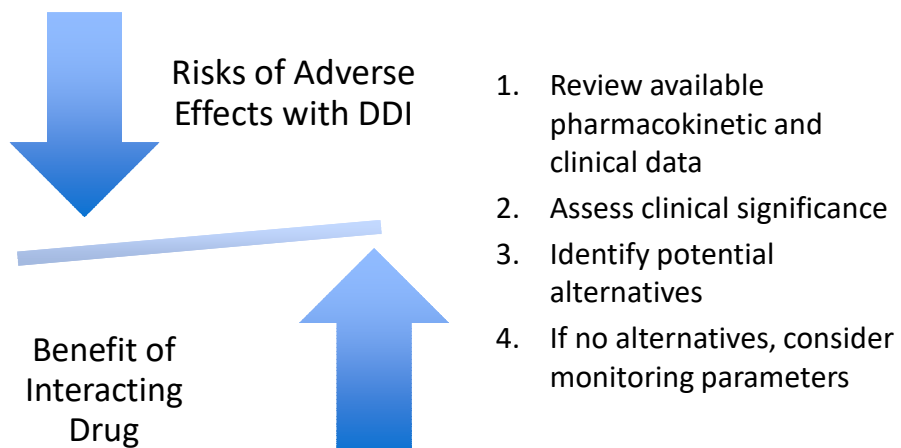 Risks of Adverse
Effects with DDI
Benefit of
Interacting
Drug
1. Review available
pharmacokinetic and
clinical data
2. Assess clinical significance
3. Identify potential
alternatives
4. If no alternatives, consider
monitoring parameters